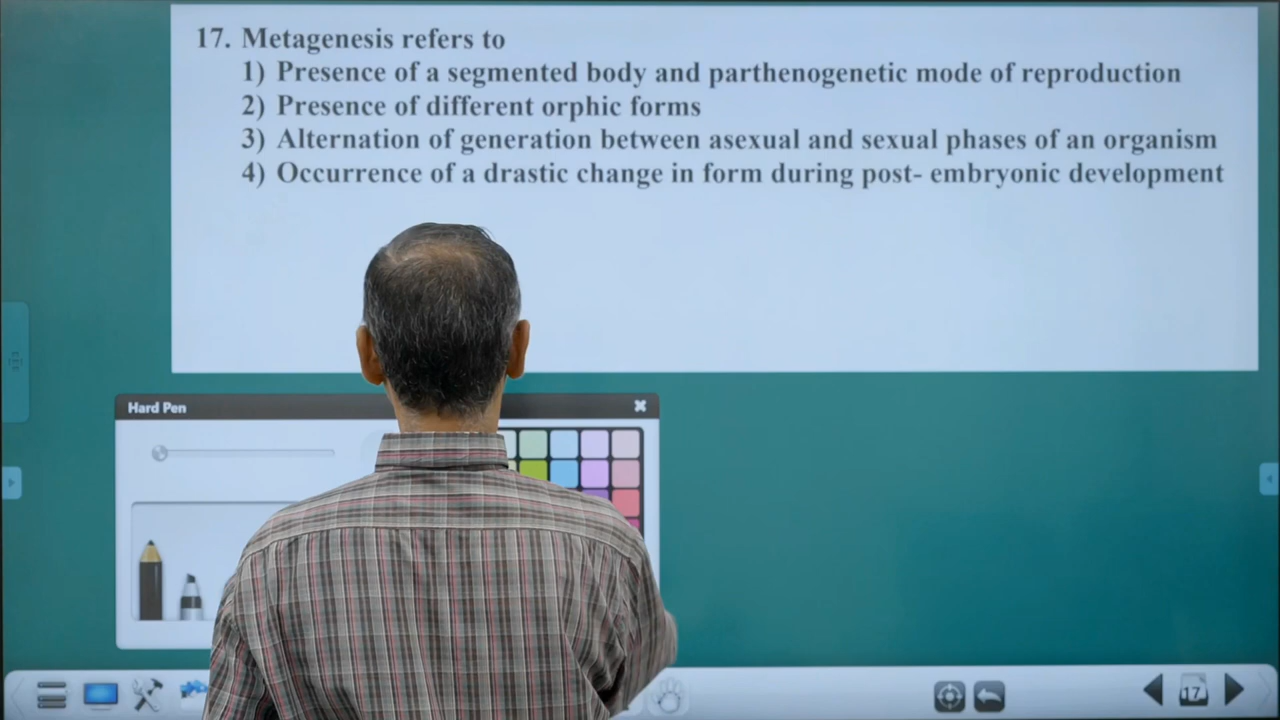 17. Metagenesis refers to
1) Presence of a segmented body and parthenogenetic mode of reproduction
2) Presence of different orphic forms
3) Alternation of generation between asexual and sexual phases of an organism
4) Occurrence of a drastic change in form during post- embryonic development
Hard Pen
17